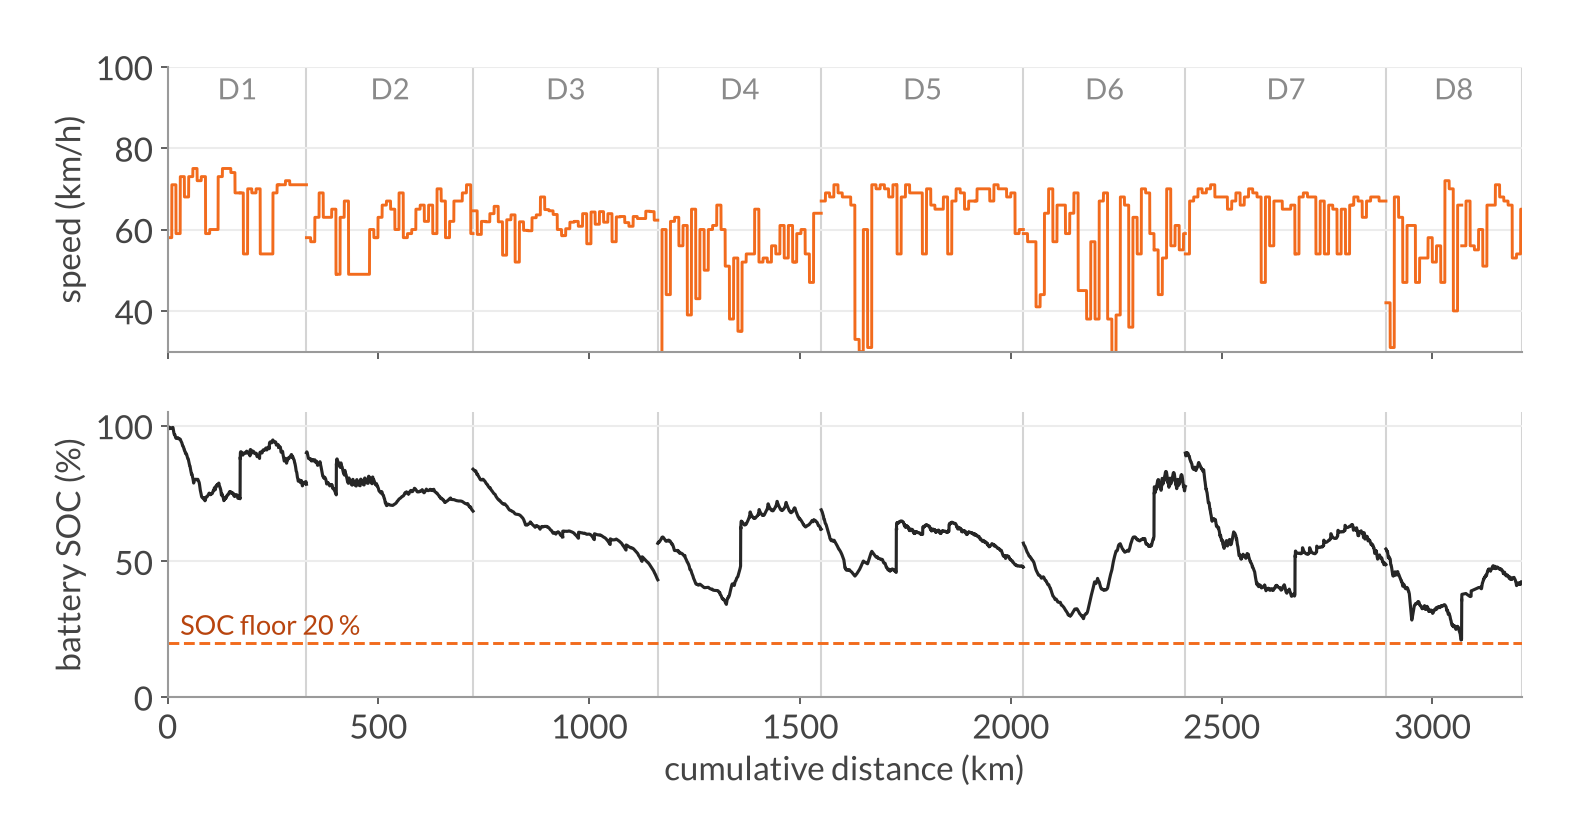 100
D1 D2 D3 D4 D5 D6 D7 D8
80
60
40
speed (km/h)
100
50
SOC floor 20 %
0
battery SOC (%)
0 500 1000 1500 2000 2500 3000
cumulative distance (km)